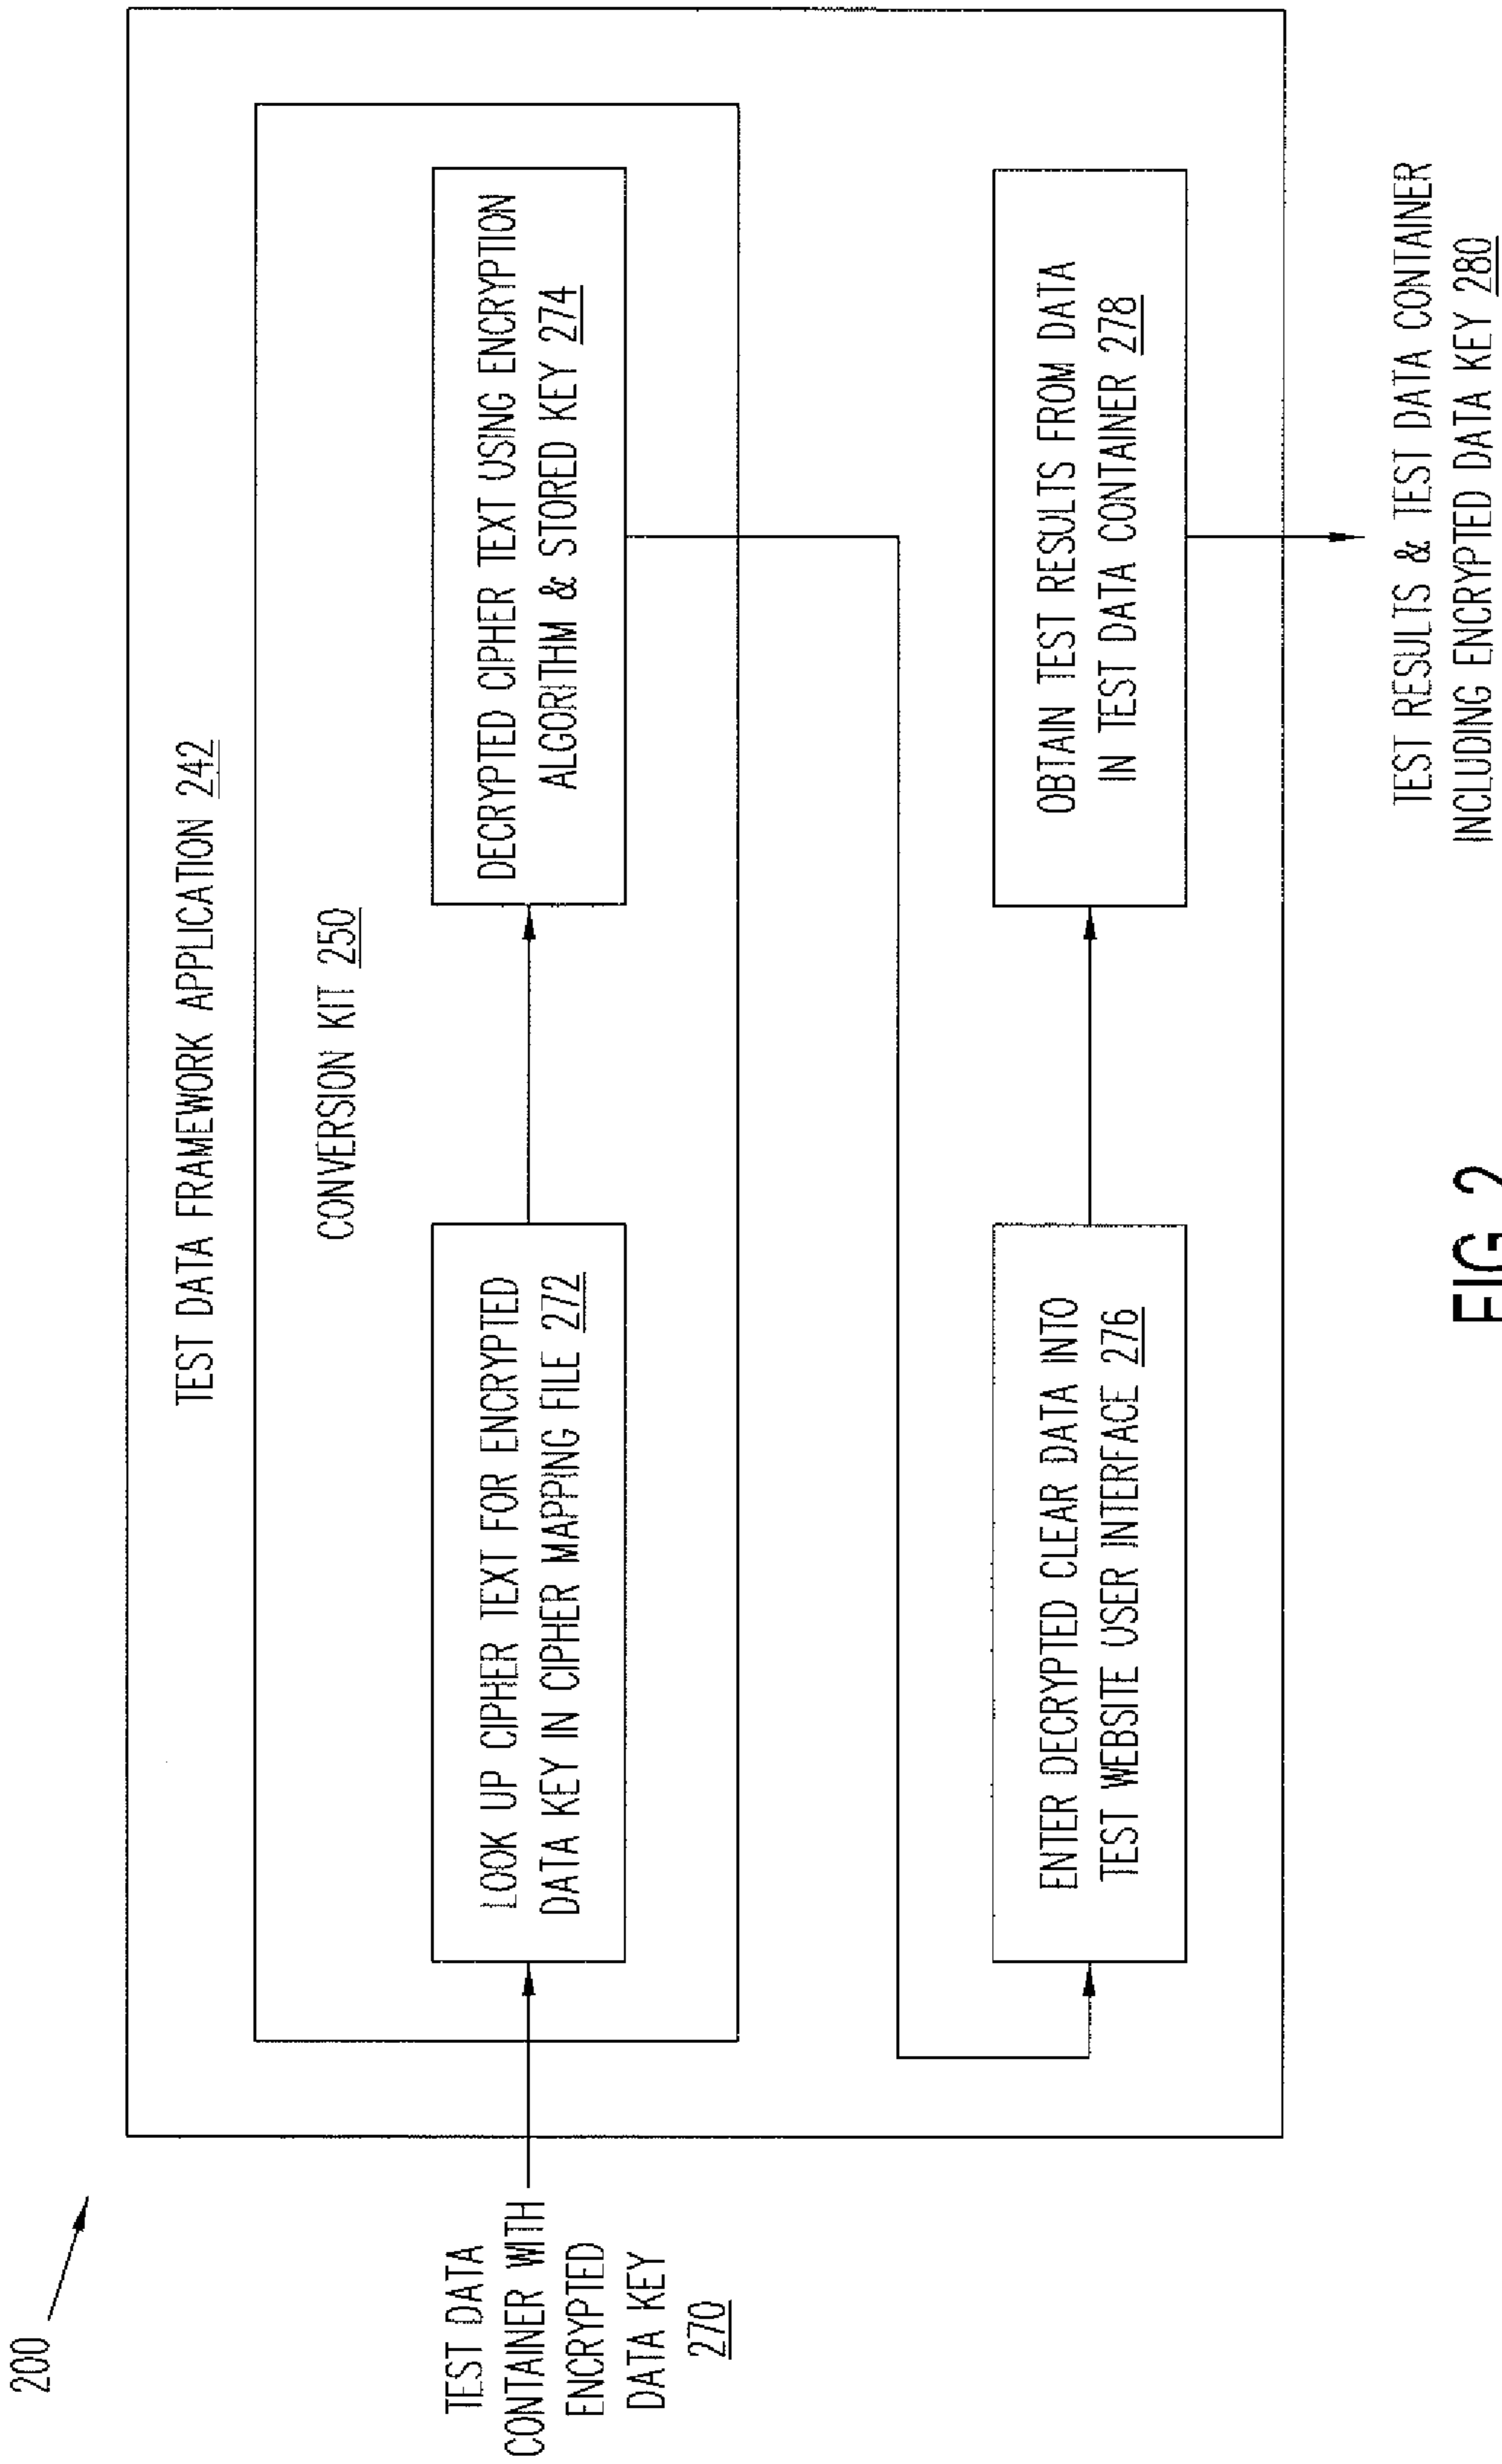 200
TEST DATA FRAMEWORK APPLICATION 242
CONVERSION KIT 250
TEST DATA
CONTAINER WITH
ENCRYPTED
DATA KEY
270
LOOK UP CIPHER TEXT FOR ENCRYPTED
DATA KEY IN CIPHER MAPPING FILE 272
DECRYPTED CIPHER TEXT USING ENCRYPTION
ALGORITHM & STORED KEY 274
ENTER DECRYPTED CLEAR DATA INTO
TEST WEBSITE USER INTERFACE 276
OBTAIN TEST RESULTS FROM DATA
IN TEST DATA CONTAINER 278
TEST RESULTS & TEST DATA CONTAINER
INCLUDING ENCRYPTED DATA KEY 280
FIG. 2